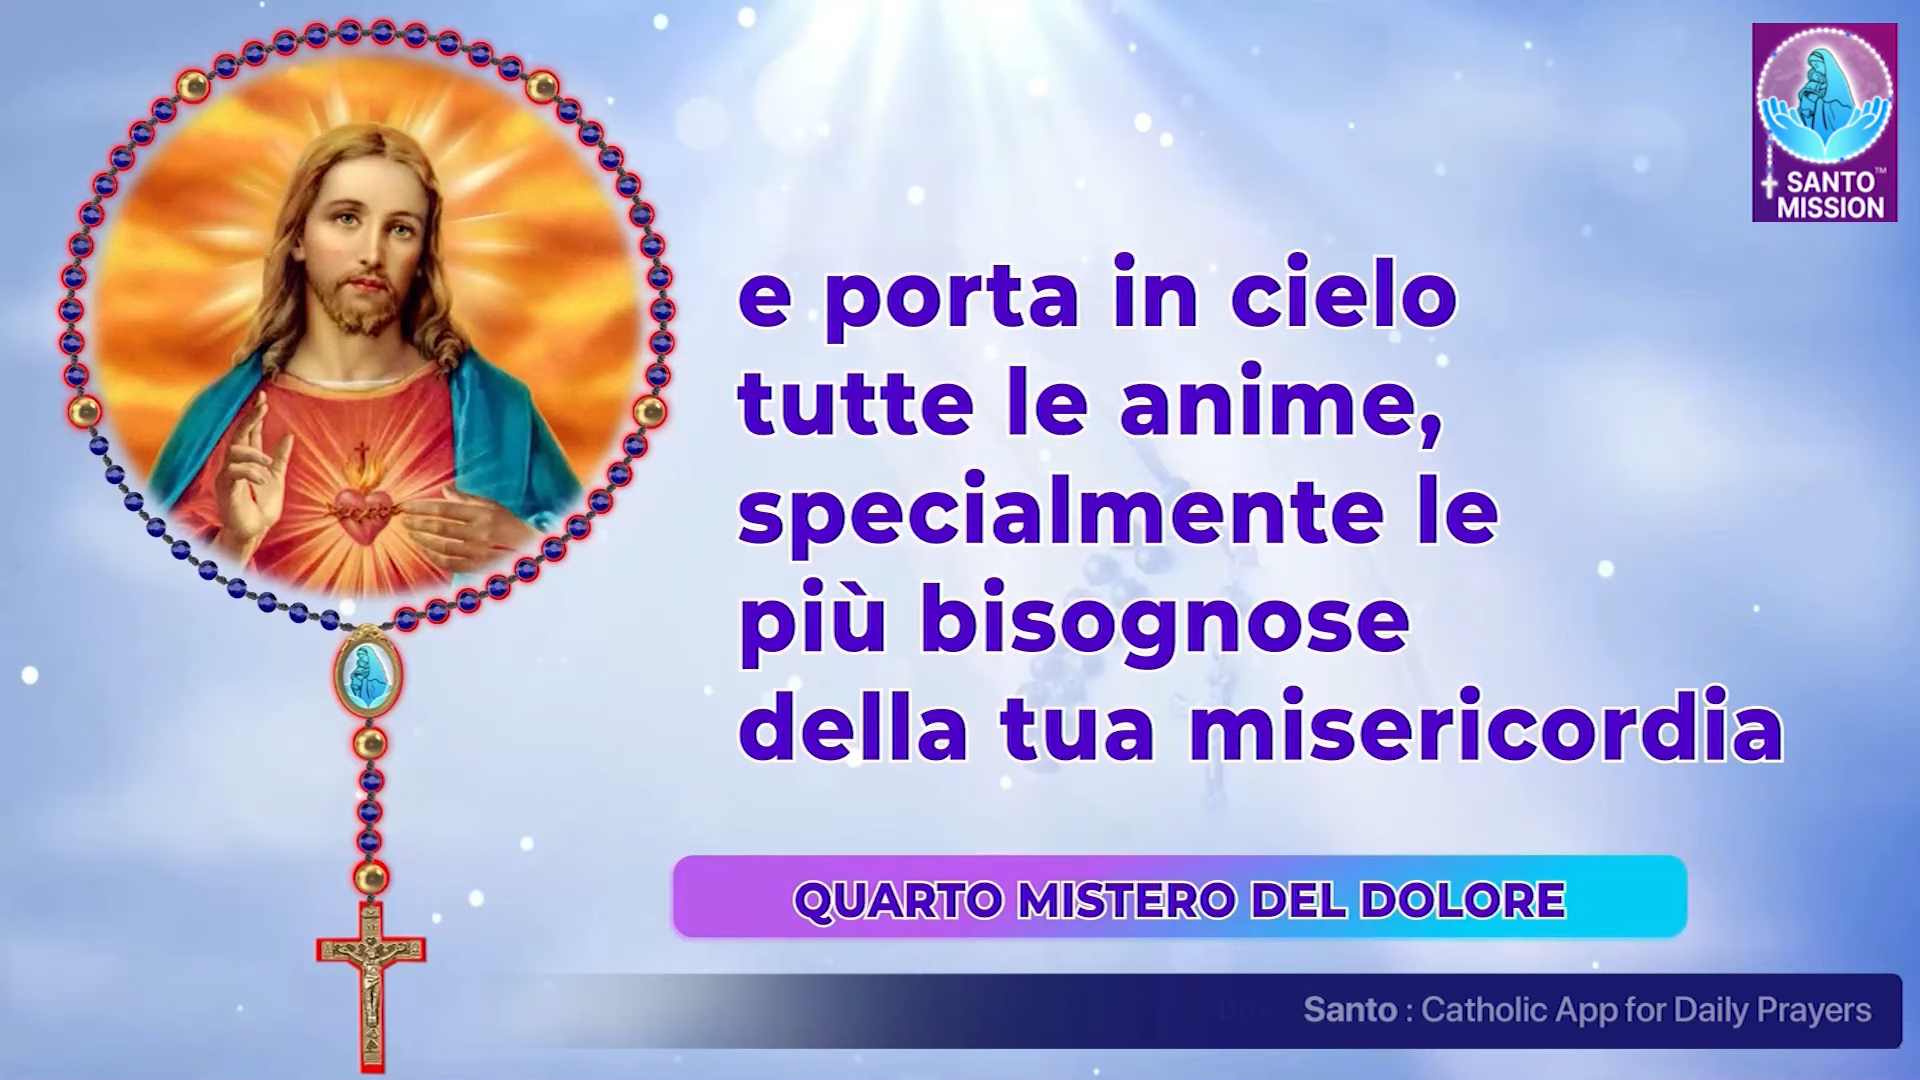 SANTO™
MISSION
e porta in cielo
tutte le anime,
specialmente le
più bisognose
della tua misericordia
QUARTO MISTERO DEL DOLORE
Santo : Catholic App for Daily Prayers